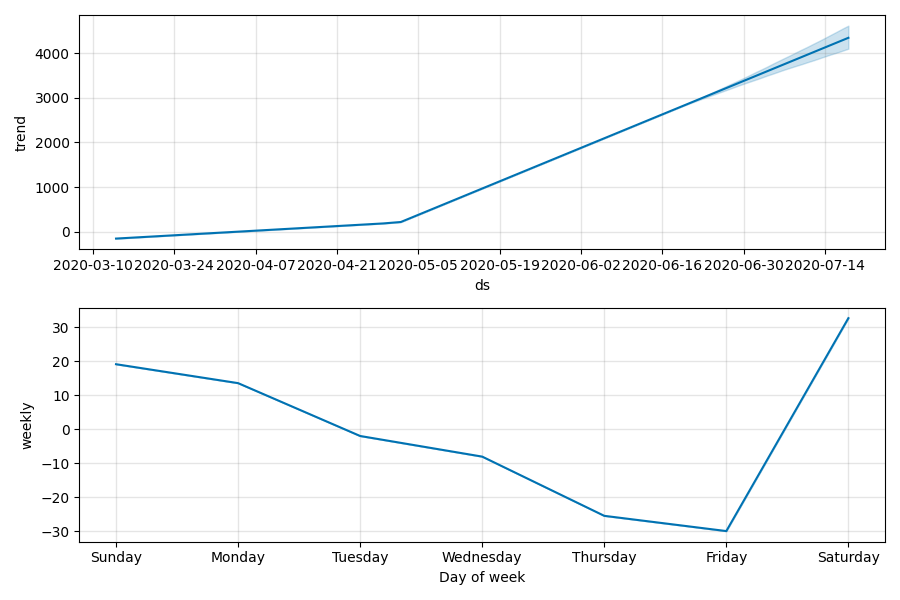 4000
3000
2000
1000
0
trend
2020-03-10 2020-03-24 2020-04-07 2020-04-21 2020-05-05 2020-05-19 2020-06-02 2020-06-16 2020-06-30 2020-07-14
ds
30
20
10
0
−10
−20
−30
weekly
Sunday Monday Tuesday Wednesday Thursday Friday Saturday
Day of week